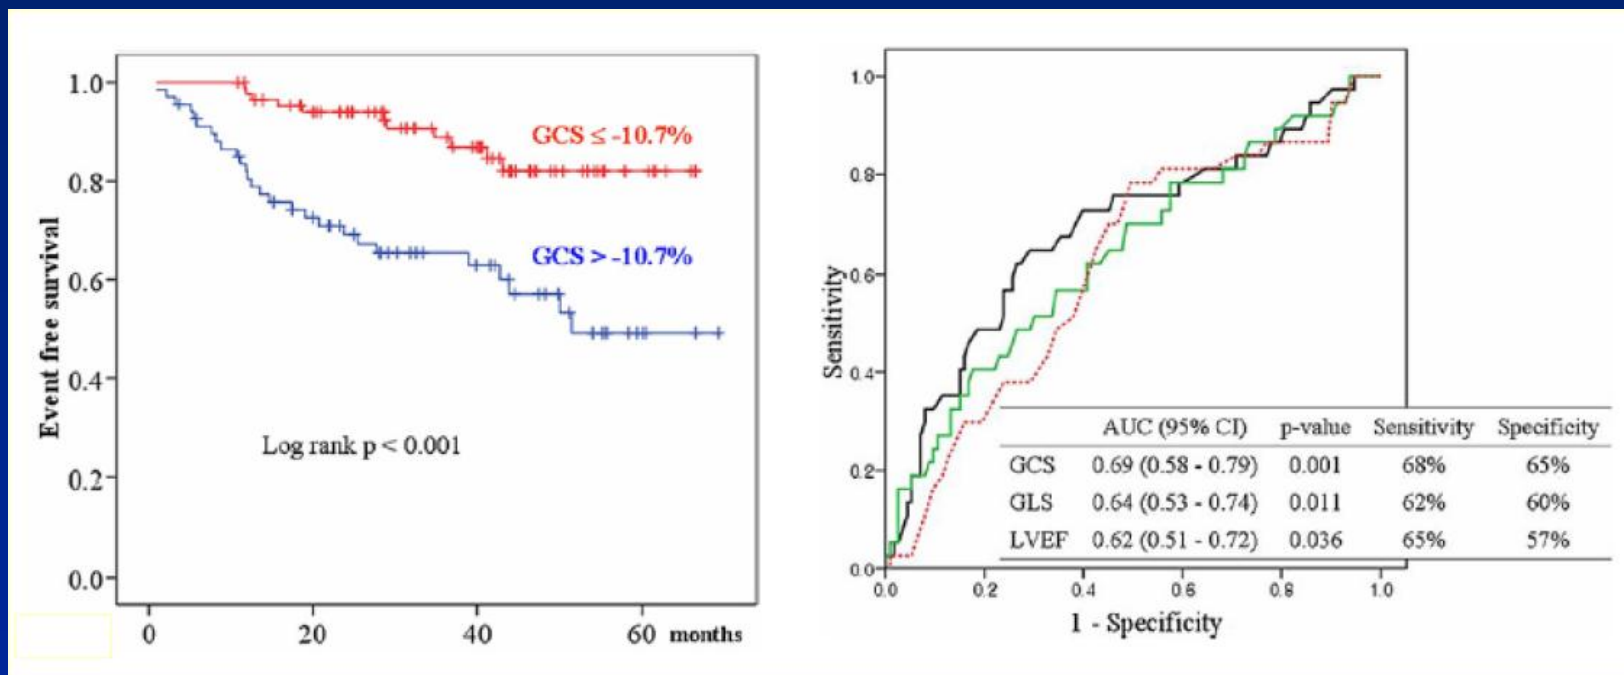 Event free survival
1.0
0.8
0.6
0.4
0.2
0.0
GCS ≤ -10.7%
GCS > -10.7%
Log rank p < 0.001
0 20 40 60 months
Sensitivity
1.0
0.8
0.6
0.4
0.2
0.0
AUC (95% CI) p-value Sensitivity Specificity
GCS 0.69 (0.58 - 0.79) 0.001 68% 65%
GLS 0.64 (0.53 - 0.74) 0.011 62% 60%
LVEF 0.62 (0.51 - 0.72) 0.036 65% 57%
0.0 0.2 0.4 0.6 0.8 1.0
1 - Specificity